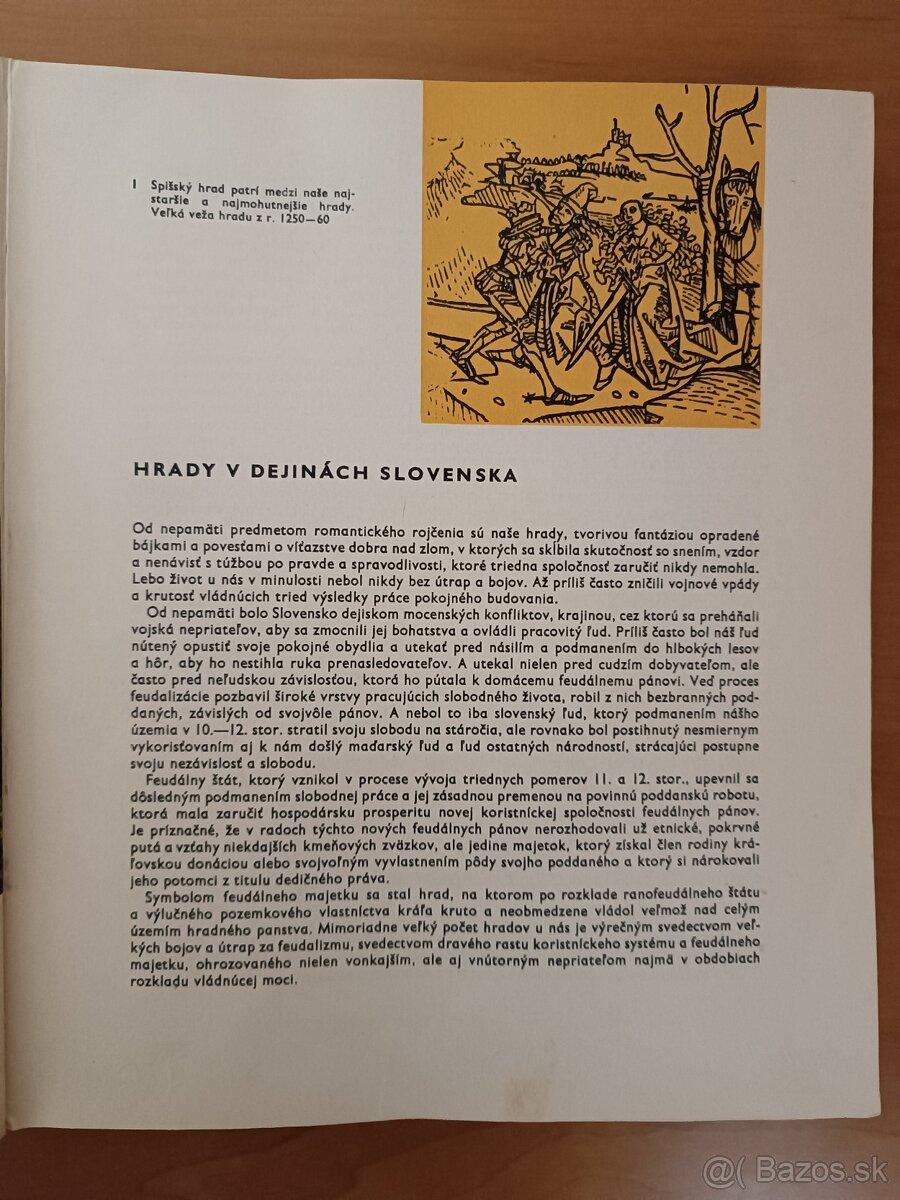 1 Spišský hrad patrí medzi naše naj-
staršie a najmohutnejšie hrady.
Veľká veža hradu z r. 1250—60
HRADY V DEJINÁCH SLOVENSKA
Od nepamäti predmetom romantického rojčenia sú naše hrady, tvorivou fantáziou opradené
bájkami a povesťami o víťazstve dobra nad zlom, v ktorých sa skĺbila skutočnosť so snením, vzdor
a nenávisť s túžbou po pravde a spravodlivosti, ktoré triedna spoločnosť zaručiť nikdy nemohla.
Lebo život u nás v minulosti nebol nikdy bez útrap a bojov. Až príliš často zničili vojnové vpády
a krutosť vládnúcich tried výsledky práce pokojného budovania.
Od nepamäti bolo Slovensko dejiskom mocenských konfliktov, krajinou, cez ktorú sa preháňali
vojská nepriateľov, aby sa zmocnili jej bohatstva a ovládli pracovitý ľud. Príliš často bol náš ľud
nútený opustiť svoje pokojné obydlia a utekať pred násilím a podmanením do hlbokých lesov
a hôr, aby ho nestihla ruka prenasledovateľov. A utekal nielen pred cudzím dobyvateľom, ale
často pred neľudskou závislosťou, ktorá ho pútala k domácemu feudálnemu pánovi. Veď proces
feudalizácie pozbavil široké vrstvy pracujúcich slobodného života, robil z nich bezbranných pod-
daných, závislých od svojvôle pánov. A nebol to iba slovenský ľud, ktorý podmanením nášho
územia v 10.—12. stor. stratil svoju slobodu na stáročia, ale rovnako bol postihnutý nesmiernym
vykorisťovaním aj k nám došlý maďarský ľud a ľud ostatných národností, strácajúci postupne
svoju nezávislosť a slobodu.
Feudálny štát, ktorý vznikol v procese vývoja triednych pomerov 11. a 12. stor., upevnil sa
dôsledným podmanením slobodnej práce a jej zásadnou premenou na povinnú poddanskú robotu,
ktorá mala zaručiť hospodársku prosperitu novej koristníckej spoločnosti feudálnych pánov.
Je príznačné, že v radoch týchto nových feudálnych pánov nerozhodovali už etnické, pokrvné
putá a vzťahy niekdajších kmeňových zväzkov, ale jedine majetok, ktorý získal člen rodiny krá-
ľovskou donáciou alebo svojvoľným vyvlastnením pôdy svojho poddaného a ktorý si nárokovali
jeho potomci z titulu dedičného práva.
Symbolom feudálneho majetku sa stal hrad, na ktorom po rozklade ranofeudálneho štátu
a výlučného pozemkového vlastníctva kráľa kruto a neobmedzene vládol veľmož nad celým
územím hradného panstva. Mimoriadne veľký počet hradov u nás je výrečným svedectvom veľ-
kých bojov a útrap za feudalizmu, svedectvom dravého rastu koristníckeho systému a feudálneho
majetku, ohrozovaného nielen vonkajším, ale aj vnútorným nepriateľom najmä v obdobiach
rozkladu vládnúcej moci.
@( Bazos.sk